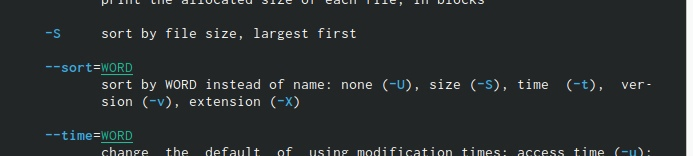 print the allocated size of each file, in blocks
-S sort by file size, largest first
--sort=WORD
sort by WORD instead of name: none (-U), size (-S), time (-t), ver-
sion (-v), extension (-X)
--time=WORD
change the default of using modification times; access time (-u);